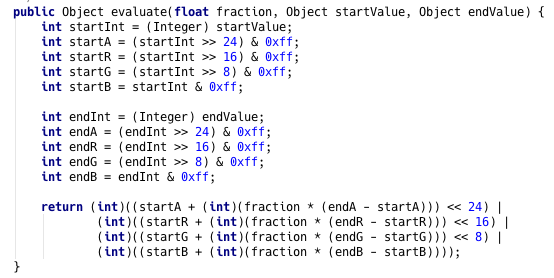 public Object evaluate(float fraction, Object startValue, Object endValue) {
    int startInt = (Integer) startValue;
    int startA = (startInt >> 24) & 0xff;
    int startR = (startInt >> 16) & 0xff;
    int startG = (startInt >> 8) & 0xff;
    int startB = startInt & 0xff;

    int endInt = (Integer) endValue;
    int endA = (endInt >> 24) & 0xff;
    int endR = (endInt >> 16) & 0xff;
    int endG = (endInt >> 8) & 0xff;
    int endB = endInt & 0xff;

    return (int)((startA + (int)(fraction * (endA - startA))) << 24) |
            (int)((startR + (int)(fraction * (endR - startR))) << 16) |
            (int)((startG + (int)(fraction * (endG - startG))) << 8) |
            (int)((startB + (int)(fraction * (endB - startB))));
}